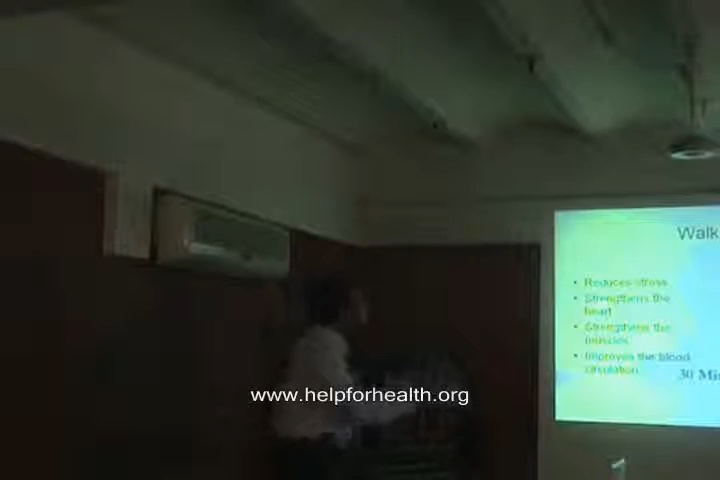 Walk
• Reduces stress
• Strengthens the
heart
• Strengthens the
muscles
• Improves the blood
circulation
30 Mi
www.helpforhealth.org